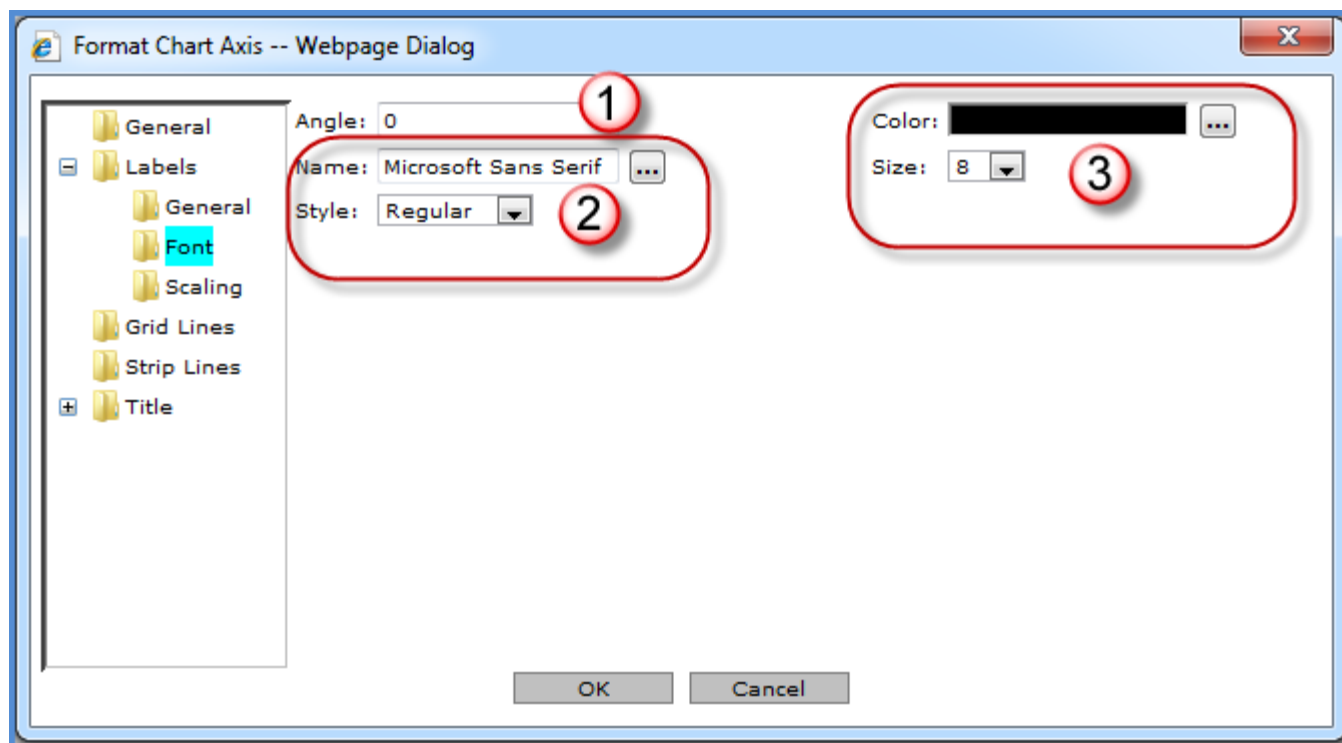 Format Chart Axis -- Webpage Dialog
x
General
Labels
General
Font
Scaling
Grid Lines
Strip Lines
Title
Angle: 0
1
Name: Microsoft Sans Serif ...
Style: Regular
2
Color: ...
Size: 8
3
OK Cancel